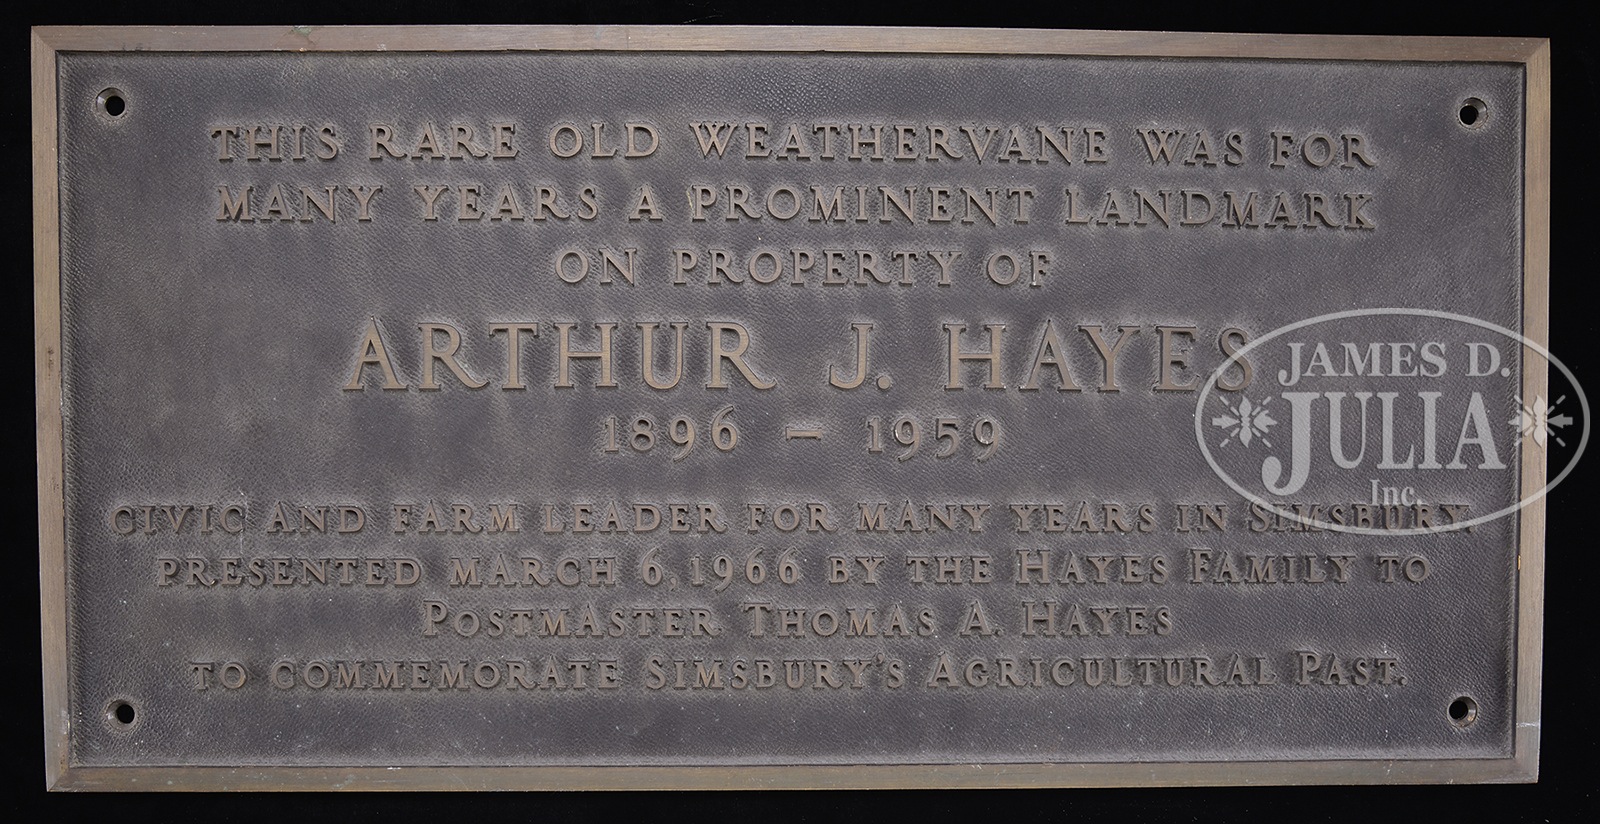 THIS RARE OLD WEATHERVANE WAS FOR
MANY YEARS A PROMINENT LANDMARK
ON PROPERTY OF
ARTHUR J. HAYES
1896 – 1959
CIVIC AND FARM LEADER FOR MANY YEARS IN SIMSBURY
PRESENTED MARCH 6, 1966 BY THE HAYES FAMILY TO
POSTMASTER THOMAS A. HAYES
TO COMMEMORATE SIMSBURY'S AGRICULTURAL PAST.
JAMES D.
JULIA
Inc.